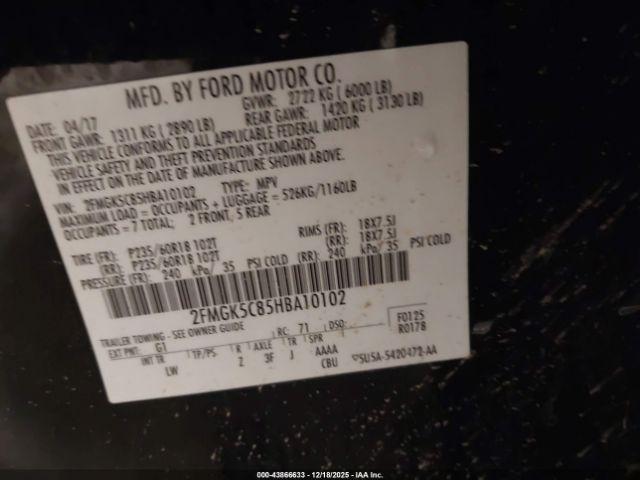 MFD. BY FORD MOTOR CO.
DATE: 04/17 GVWR: 2722 KG ( 6000 LB)
FRONT GAWR: 1311 KG ( 2890 LB) REAR GAWR: 1420 KG ( 3130 LB)
THIS VEHICLE CONFORMS TO ALL APPLICABLE FEDERAL MOTOR
VEHICLE SAFETY AND THEFT PREVENTION STANDARDS
IN EFFECT ON THE DATE OF MANUFACTURE SHOWN ABOVE.
VIN: 2FMGK5C85HBA10102 TYPE: MPV
MAXIMUM LOAD = OCCUPANTS + LUGGAGE = 526KG/1160LB
OCCUPANTS = 7 TOTAL: 2 FRONT, 5 REAR
TIRE (FR): P235/60R18 102T RIMS (FR): 18X7.5J
(RR): P235/60R18 102T (RR): 18X7.5J
PRESSURE (FR): 240 kPa/ 35 PSI COLD (RR): 240 kPa/ 35 PSI COLD
2FMGK5C85HBA10102
TRAILER TOWING - SEE OWNER GUIDE F0125
EXT PNT: G1 RC: 71 DSO: R0178
INT TR TP/PS R AXLE TR SPR
LW 2 3F J AAAA
CBU 5U5A-5420472-AA
000-43866633 / 12/18/2025 - IAA Inc.